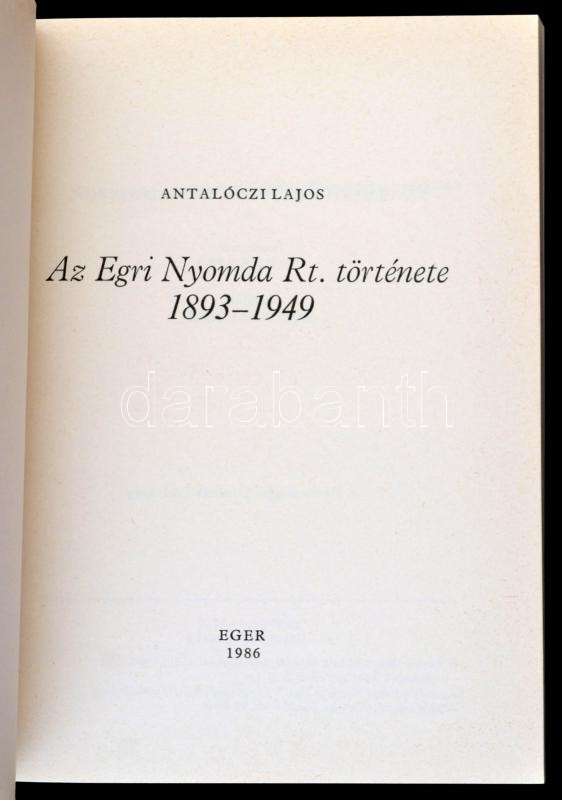 ANTALÓCZI LAJOS
Az Egri Nyomda Rt. története
1893–1949
darabanth
EGER
1986